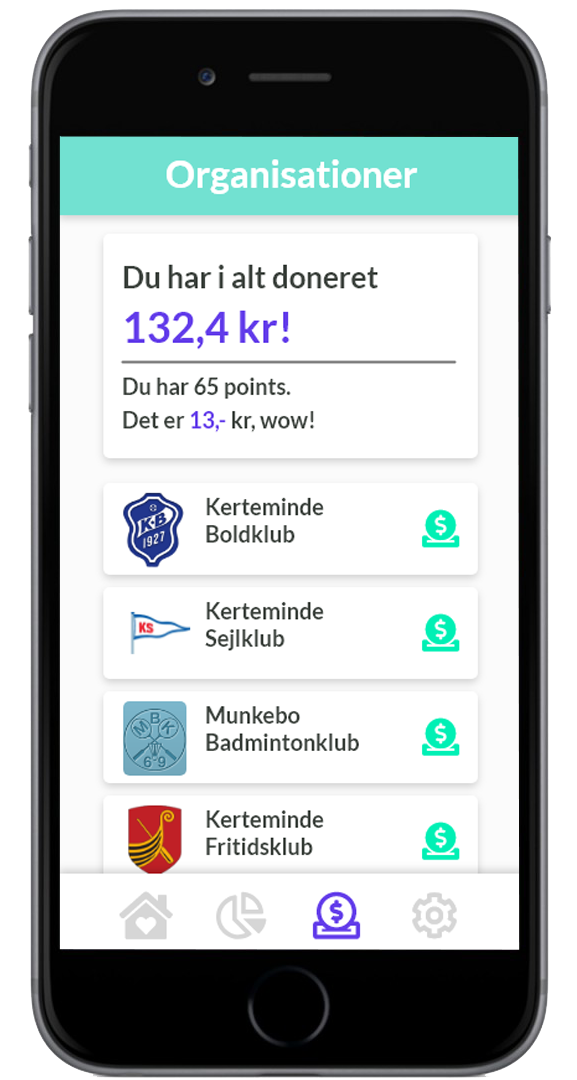 Organisationer
Du har i alt doneret
132,4 kr!
Du har 65 points.
Det er 13,- kr, wow!
KB
1927
Kerteminde
Boldklub
$
KS
Kerteminde
Sejlklub
$
MBK
69
Munkebo
Badmintonklub
$
Kerteminde
Fritidsklub
$
$